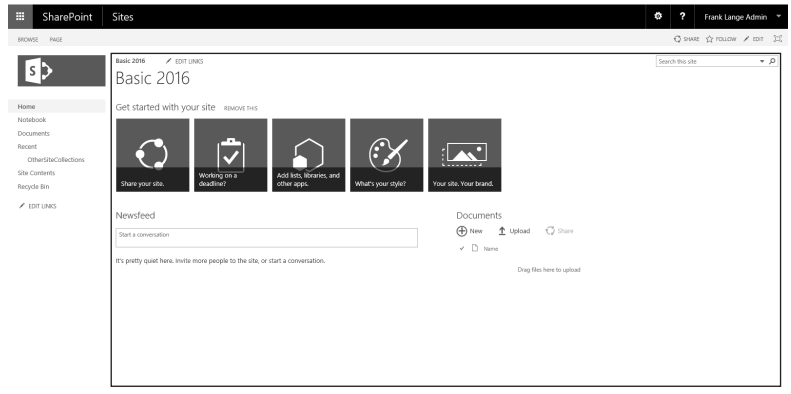 SharePoint Sites ? Frank Lange Admin
BROWSE PAGE SHARE FOLLOW EDIT
S
Basic 2016 EDIT LINKS Search this site
Basic 2016
Home
Notebook
Documents
Recent
OtherSiteCollections
Site Contents
Recycle Bin
EDIT LINKS
Get started with your site REMOVE THIS
Share your site.
Working on a
deadline?
Add lists, libraries, and
other apps.
What's your style?
Your site. Your brand.
Newsfeed
Start a conversation
It's pretty quiet here. Invite more people to the site, or start a conversation.
Documents
New Upload Share
Name
Drag files here to upload